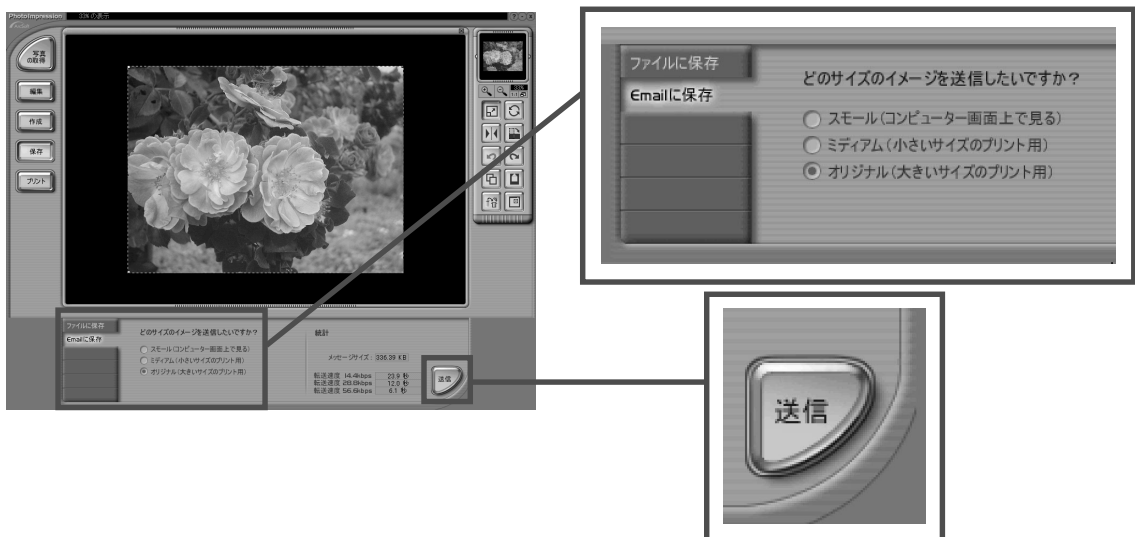 PhotoImpression 33% の表示
写真
の取得
編集
作成
保存
プリント
33%
1:1
ファイルに保存
Emailに保存
どのサイズのイメージを送信したいですか？
スモール(コンピューター画面上で見る)
ミディアム(小さいサイズのプリント用)
オリジナル(大きいサイズのプリント用)
統計
メッセージサイズ: 336.39 KB
転送速度 14.4kbps 23.9 秒
転送速度 28.8kbps 12.0 秒
転送速度 56.6kbps 6.1 秒
送信
ファイルに保存
Emailに保存
どのサイズのイメージを送信したいですか？
スモール(コンピューター画面上で見る)
ミディアム(小さいサイズのプリント用)
オリジナル(大きいサイズのプリント用)
送信